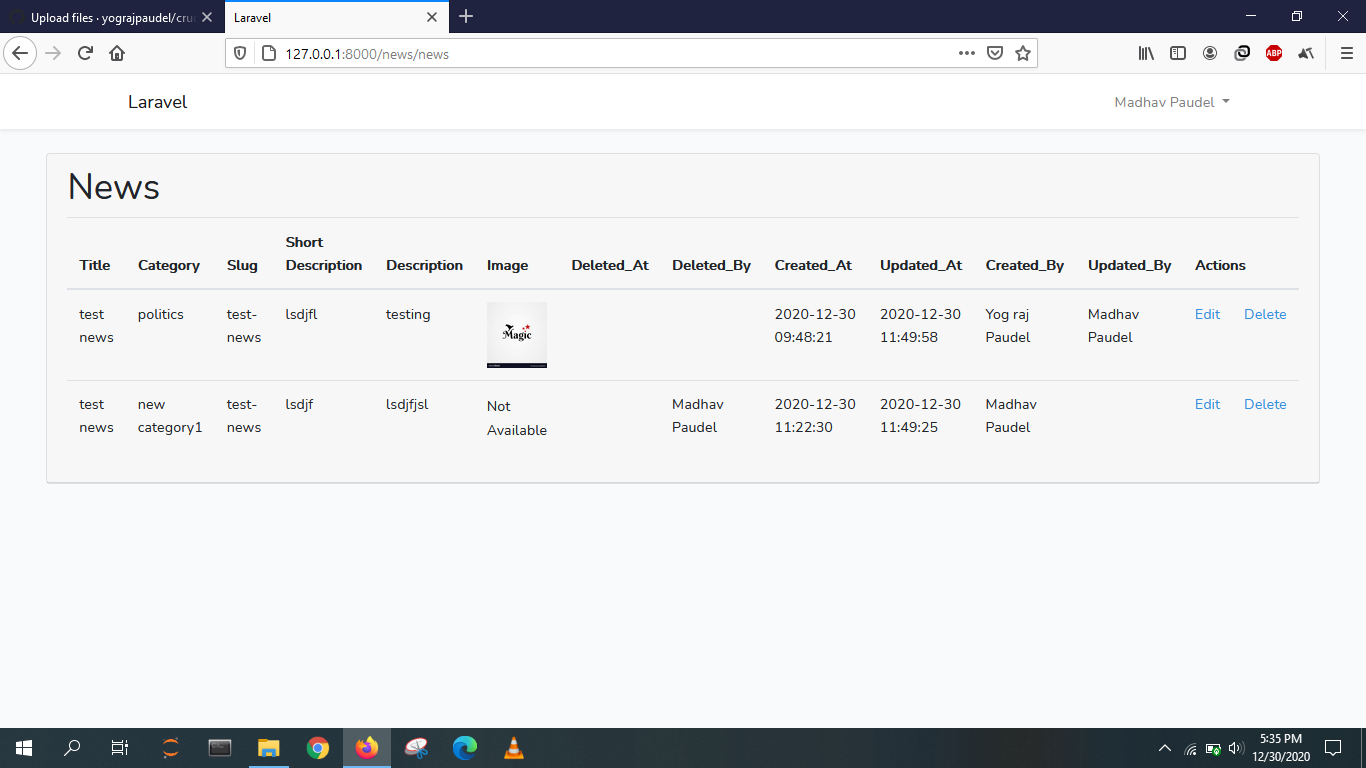 Upload files · yograjpaudel/cru
Laravel
127.0.0.1:8000/news/news
ABP
Laravel
Madhav Paudel
News
Title Category Slug Short Description Description Image Deleted_At Deleted_By Created_At Updated_At Created_By Updated_By Actions
test news politics test-news lsdjfl testing Magic 2020-12-30 09:48:21 2020-12-30 11:49:58 Yog raj Paudel Madhav Paudel Edit Delete
test news new category1 test-news lsdjf lsdjfjsl Not Available Madhav Paudel 2020-12-30 11:22:30 2020-12-30 11:49:25 Madhav Paudel Edit Delete
5:35 PM
12/30/2020